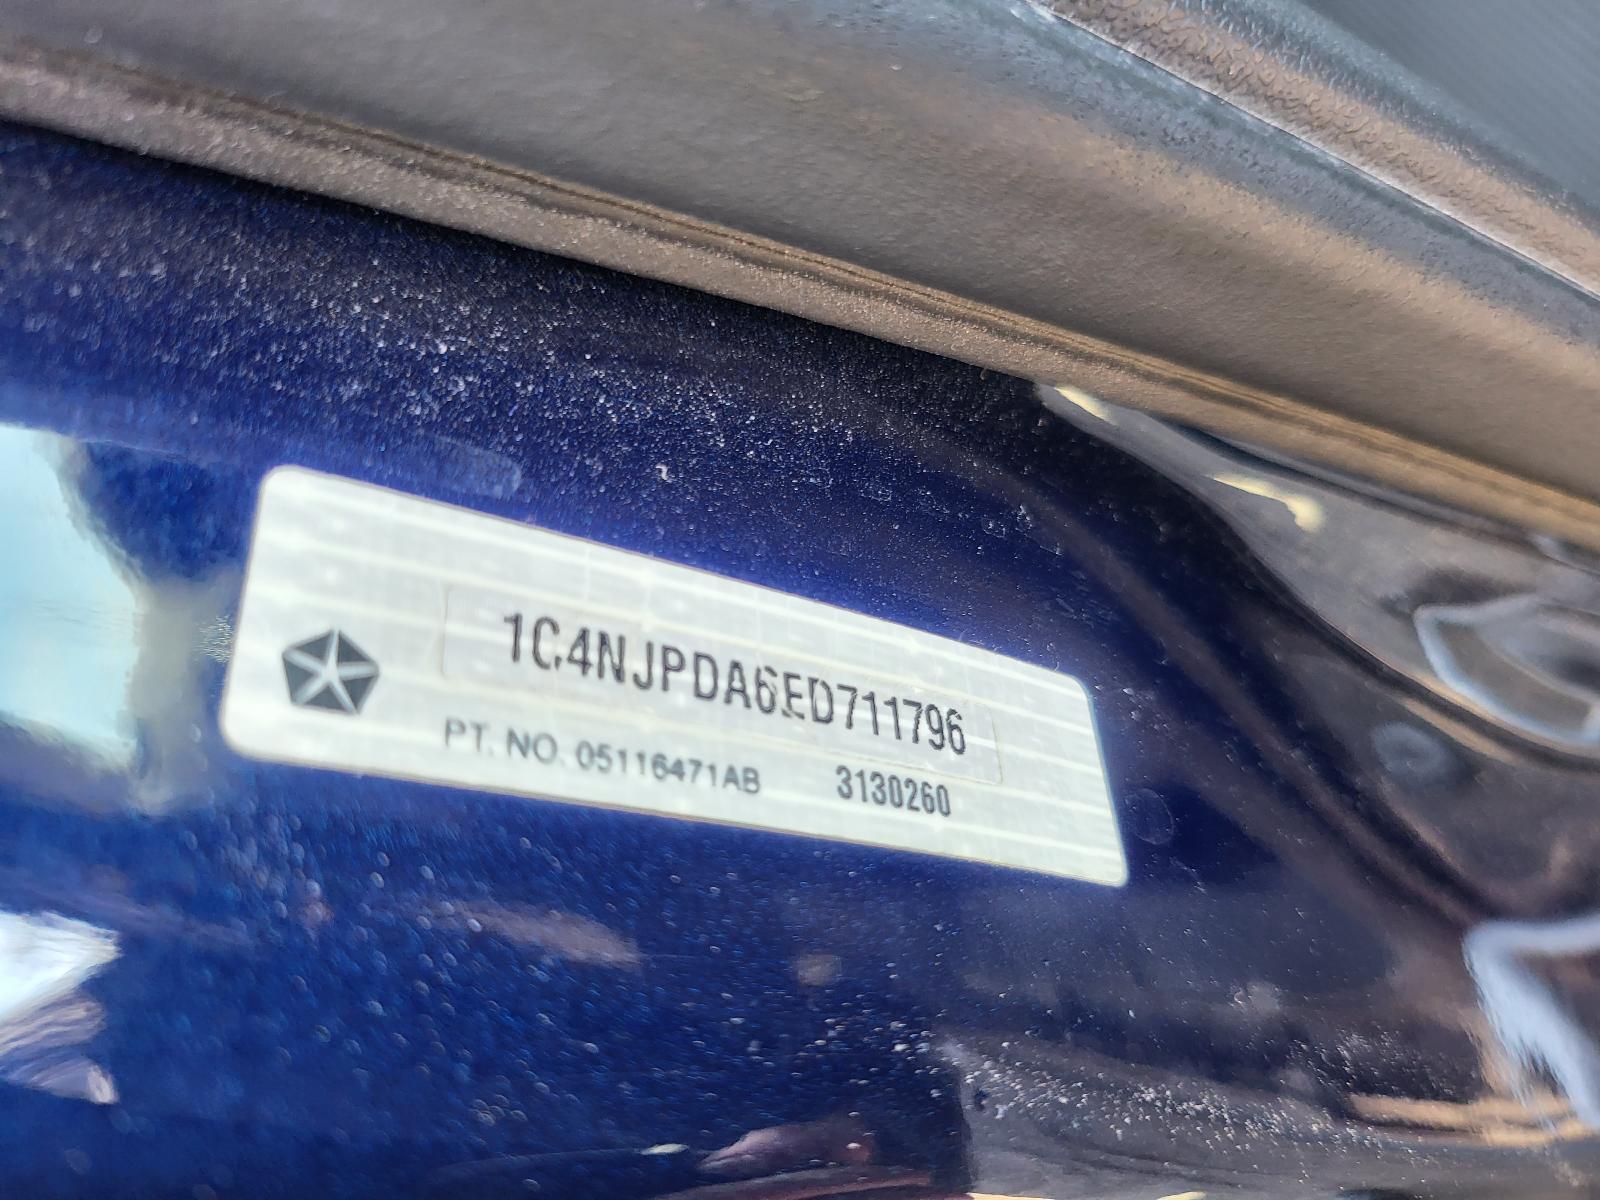 1C4NJPDA6ED711796
PT. NO. 05116471AB 3130260